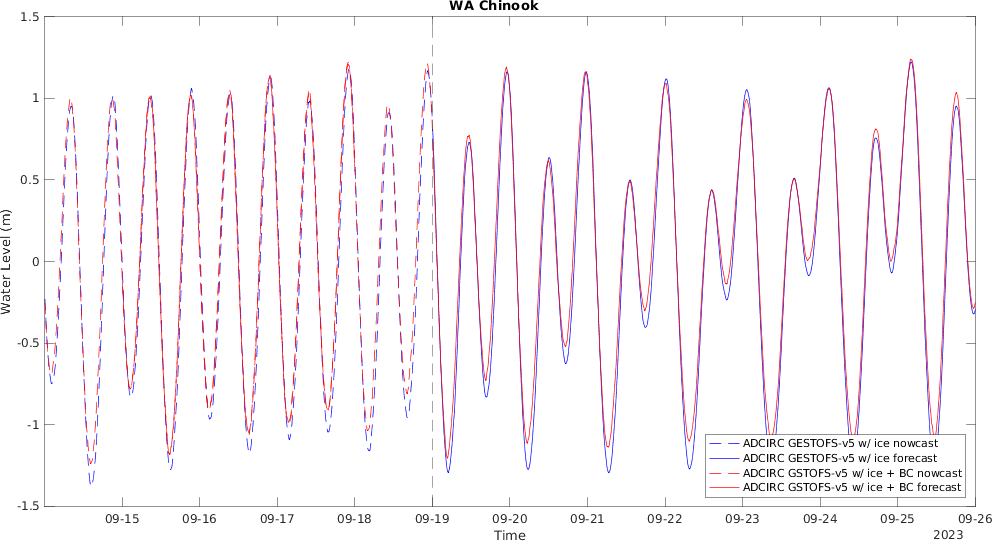 WA Chinook
1.5
1
0.5
0
-0.5
-1
-1.5
Water Level (m)
09-15
09-16
09-17
09-18
09-19
09-20
09-21
09-22
09-23
09-24
09-25
09-26
Time
2023
ADCIRC GESTOFS-v5 w/ ice nowcast
ADCIRC GESTOFS-v5 w/ ice forecast
ADCIRC GSTOFS-v5 w/ ice + BC nowcast
ADCIRC GSTOFS-v5 w/ ice + BC forecast